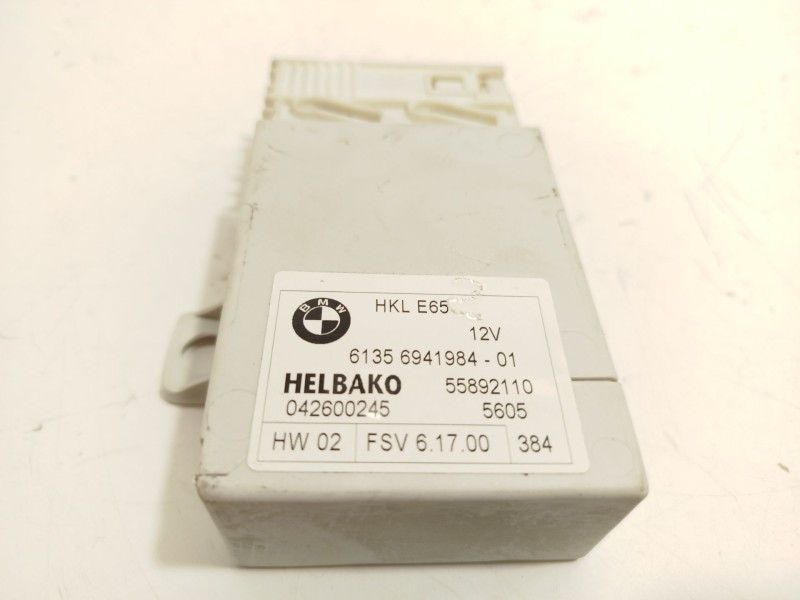 BMW
HKL E65
12V
6135 6941984 - 01
HELBAKO 55892110
042600245 5605
HW 02 FSV 6.17.00 384